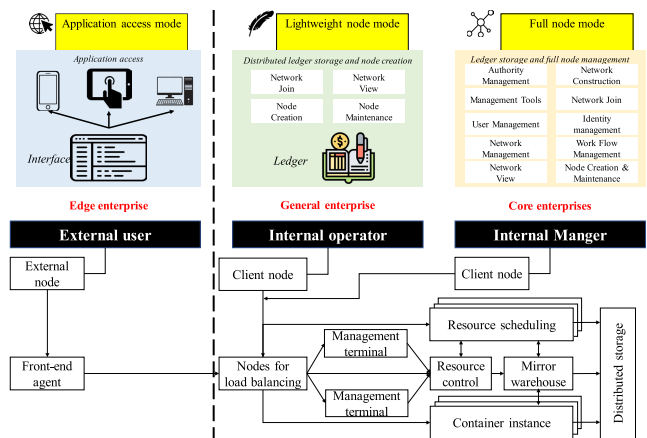 Application access mode
Lightweight node mode
Full node mode
Application access
Interface
Distributed ledger storage and node creation
Network
Join
Network
View
Node
Creation
Node
Maintenance
Ledger
Ledger storage and full node management
Authority
Management
Network
Construction
Management Tools
Network Join
User Management
Identity
management
Network
Management
Work Flow
Management
Network
View
Node Creation &
Maintenance
Edge enterprise
General enterprise
Core enterprises
External user
Internal operator
Internal Manger
External
node
Client node
Client node
Front-end
agent
Nodes for
load balancing
Management
terminal
Management
terminal
Resource scheduling
Resource
control
Mirror
warehouse
Container instance
Distributed storage